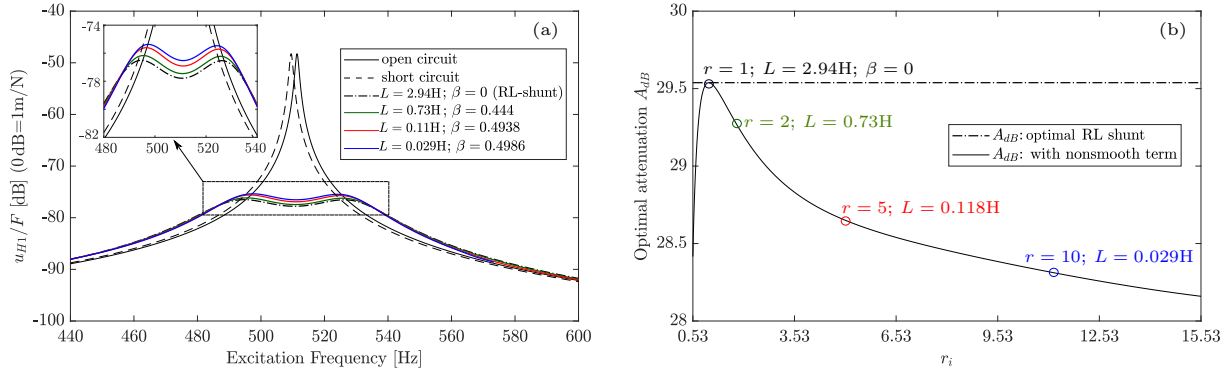 (a)
-40
-50
-60
-70
-80
-90
-100
440
460
480
500
520
540
560
580
600
u_{H1}/F [dB] (0 dB=1m/N)
Excitation Frequency [Hz]
-74
-78
-82
480
500
520
540
open circuit
short circuit
L = 2.94H; β = 0 (RL-shunt)
L = 0.73H; β = 0.444
L = 0.11H; β = 0.4938
L = 0.029H; β = 0.4986
(b)
30
29.5
29
28.5
28
0.53
3.53
6.53
9.53
12.53
15.53
Optimal attenuation A_{dB}
r_i
r = 1; L = 2.94H; β = 0
r = 2; L = 0.73H
r = 5; L = 0.118H
r = 10; L = 0.029H
A_{dB}: optimal RL shunt
A_{dB}: with nonsmooth term